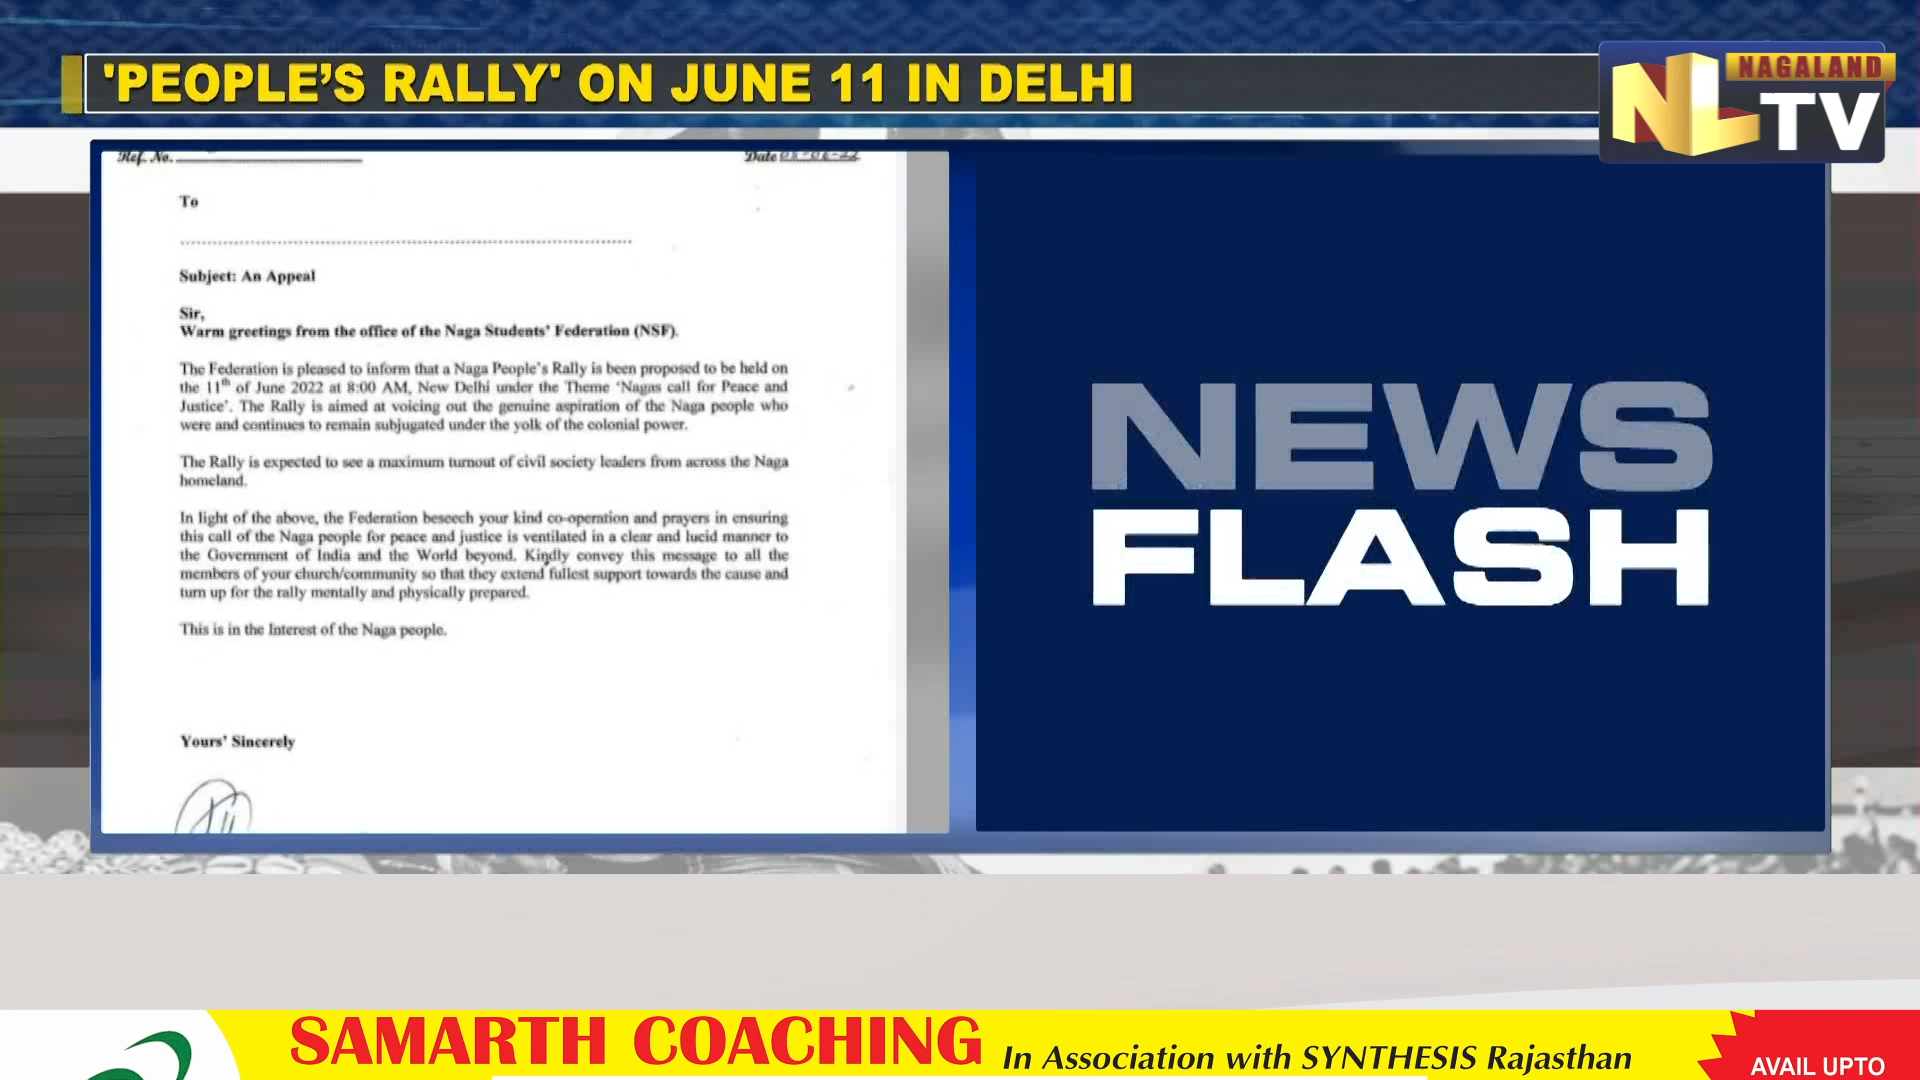 'PEOPLE’S RALLY' ON JUNE 11 IN DELHI
NAGALAND
NL
TV
Ref. No.
Date
To
Subject: An Appeal
Sir,
Warm greetings from the office of the Naga Students’ Federation (NSF).
The Federation is pleased to inform that a Naga People’s Rally is been proposed to be held on
the 11th of June 2022 at 8:00 AM, New Delhi under the Theme ‘Nagas call for Peace and
Justice’. The Rally is aimed at voicing out the genuine aspiration of the Naga people who
were and continues to remain subjugated under the yolk of the colonial power.
The Rally is expected to see a maximum turnout of civil society leaders from across the Naga
homeland.
In light of the above, the Federation beseech your kind co-operation and prayers in ensuring
this call of the Naga people for peace and justice is ventilated in a clear and lucid manner to
the Government of India and the World beyond. Kindly convey this message to all the
members of your church/community so that they extend fullest support towards the cause and
turn up for the rally mentally and physically prepared.
This is in the Interest of the Naga people.
Yours’ Sincerely
NEWS
FLASH
SAMARTH COACHING
In Association with SYNTHESIS Rajasthan
AVAIL UPTO